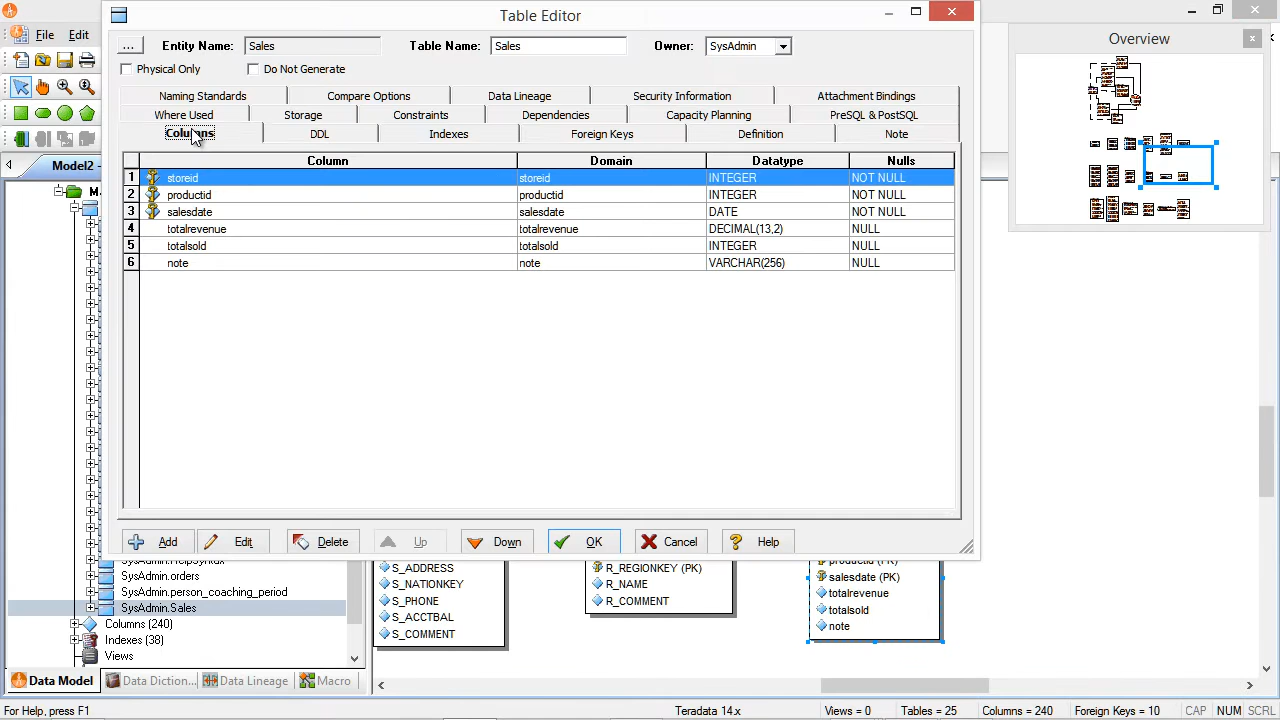 Table Editor
Overview
File Edit
... Entity Name: Sales Table Name: Sales Owner: SysAdmin
Physical Only Do Not Generate
Naming Standards Compare Options Data Lineage Security Information Attachment Bindings
Where Used Storage Constraints Dependencies Capacity Planning PreSQL & PostSQL
Columns DDL Indexes Foreign Keys Definition Note
Model2 -
Column Domain Datatype Nulls
1 storeid storeid INTEGER NOT NULL
2 productid productid INTEGER NOT NULL
3 salesdate salesdate DATE NOT NULL
4 totalrevenue totalrevenue DECIMAL(13,2) NULL
5 totalsold totalsold INTEGER NULL
6 note note VARCHAR(256) NULL
Add Edit Delete Up Down OK Cancel Help
SysAdmin.HelpSyntax
SysAdmin.orders
SysAdmin.person_coaching_period
SysAdmin.Sales
Columns (240)
Indexes (38)
Views
S_ADDRESS
S_NATIONKEY
S_PHONE
S_ACCTBAL
S_COMMENT
R_REGIONKEY (PK)
R_NAME
R_COMMENT
productid (PK)
salesdate (PK)
totalrevenue
totalsold
note
Data Model Data Diction... Data Lineage Macro
For Help, press F1 Teradata 14.x Views = 0 Tables = 25 Columns = 240 Foreign Keys = 10 CAP NUM SCRL